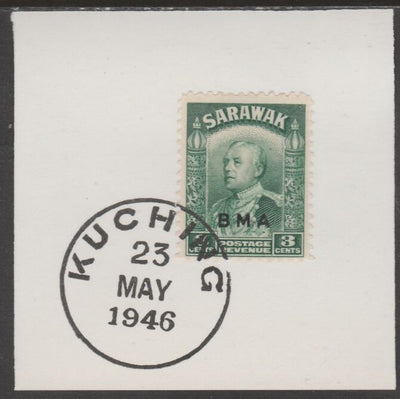 SARAWAK
BMA
POSTAGE
REVENUE
3
CENTS
KUCHING
23
MAY
1946